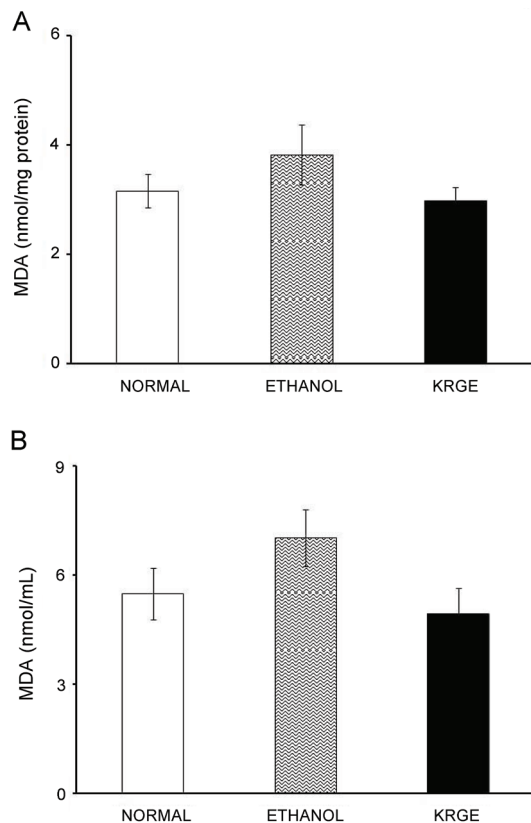 A
6
4
2
0
MDA (nmol/mg protein)
NORMAL ETHANOL KRGE
B
9
6
3
0
MDA (nmol/mL)
NORMAL ETHANOL KRGE